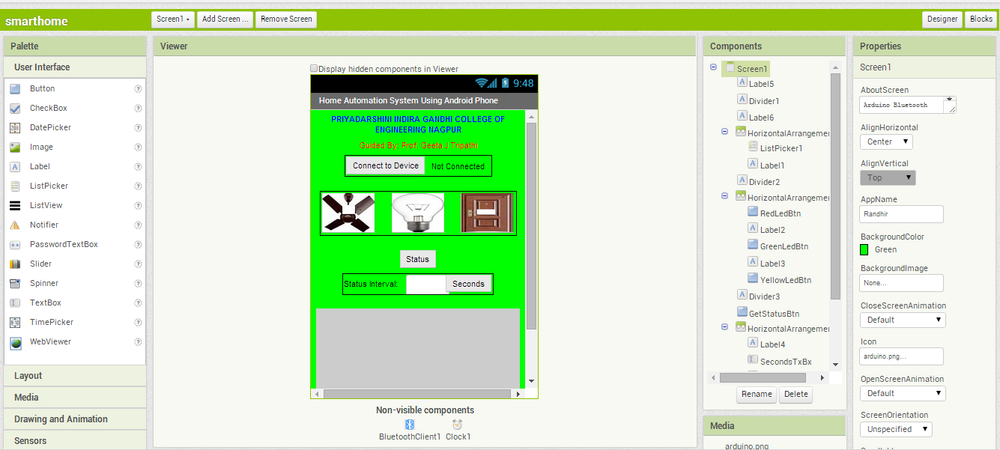 smarthome
Screen1
Add Screen ...
Remove Screen
Designer
Blocks
Palette
User Interface
Button
CheckBox
DatePicker
Image
Label
ListPicker
ListView
Notifier
PasswordTextBox
Slider
Spinner
TextBox
TimePicker
WebViewer
Layout
Media
Drawing and Animation
Sensors
Viewer
Display hidden components in Viewer
9:48
Home Automation System Using Android Phone
PRIYADARSHINI INDIRA GANDHI COLLEGE OF
ENGINEERING NAGPUR
Guided By: Prof. Geeta J Tripathi
Connect to Device
Not Connected
Status
Status Interval:
Seconds
Non-visible components
BluetoothClient1
Clock1
Components
Screen1
Label5
Divider1
Label6
HorizontalArrangeme
ListPicker1
Label1
Divider2
HorizontalArrangeme
RedLedBtn
Label2
GreenLedBtn
Label3
YellowLedBtn
Divider3
GetStatusBtn
HorizontalArrangeme
Label4
SecondsTxBx
Rename
Delete
Media
arduino.png
Properties
Screen1
AboutScreen
Arduino Bluetooth
AlignHorizontal
Center
AlignVertical
Top
AppName
Randhir
BackgroundColor
Green
BackgroundImage
None...
CloseScreenAnimation
Default
Icon
arduino.png...
OpenScreenAnimation
Default
ScreenOrientation
Unspecified